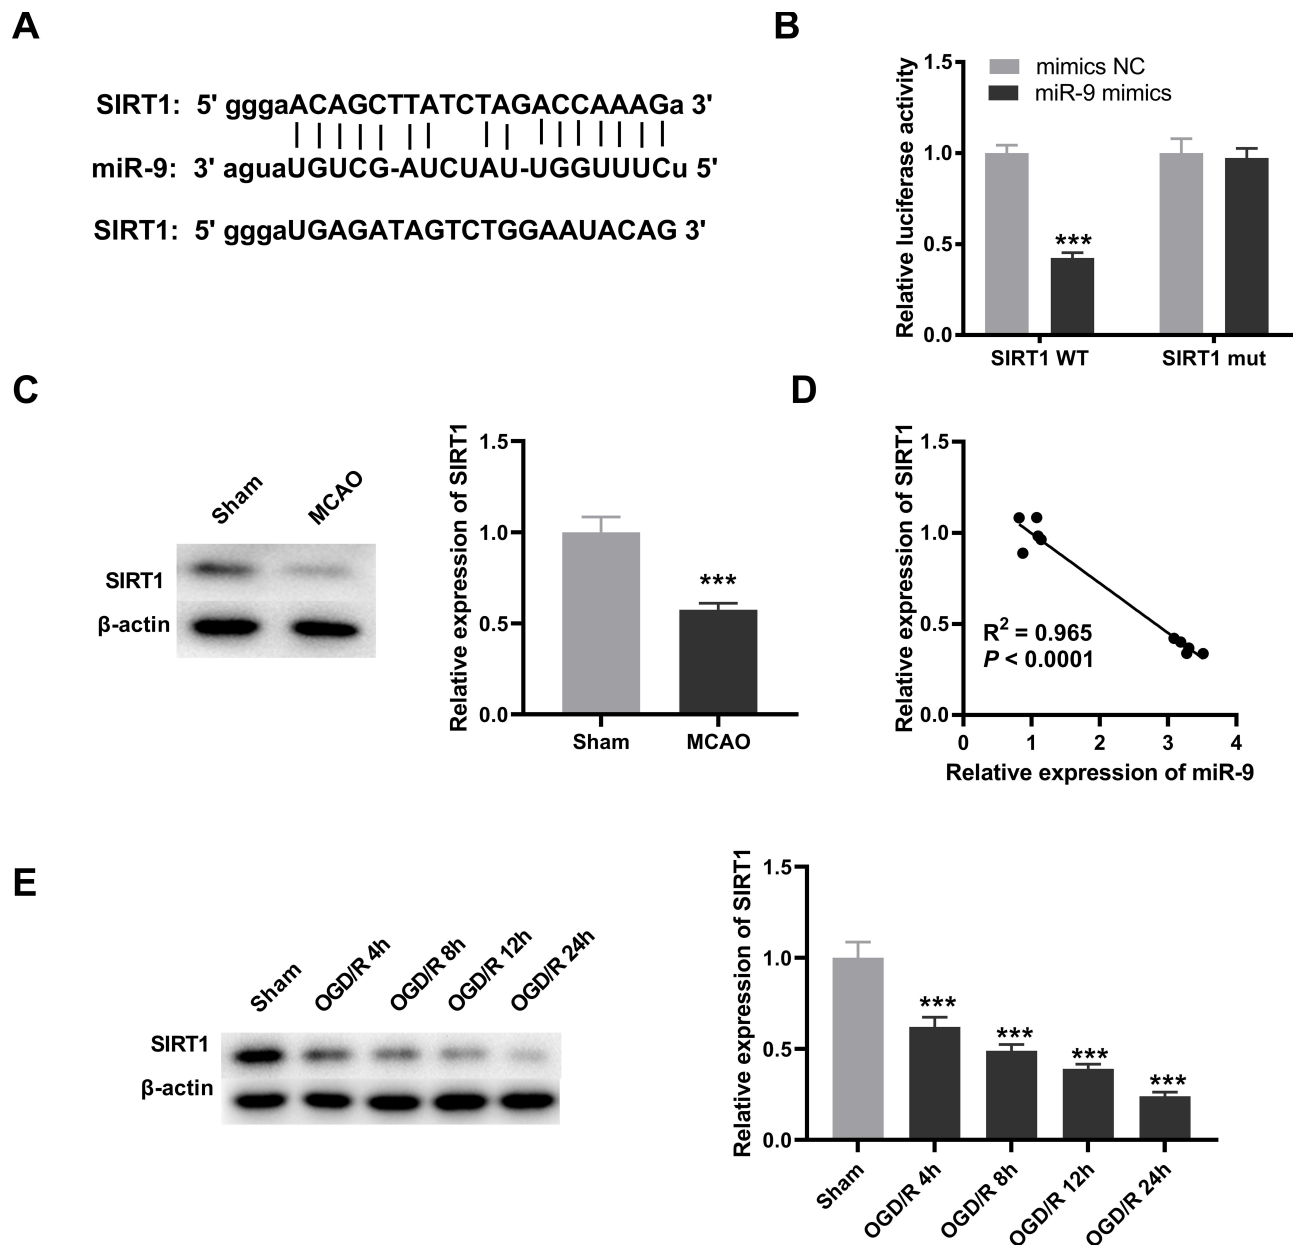 A
SIRT1: 5' gggaACAGCTTATCTAGACCAAAGa 3'
miR-9: 3' aguaUGUCG-AUCUAU-UGGUUUCu 5'
SIRT1: 5' gggaUGAGATAGTCTGGAAUACAG 3'
B
Relative luciferase activity
1.5
1.0
0.5
0.0
mimics NC
miR-9 mimics
***
SIRT1 WT
SIRT1 mut
C
Sham
MCAO
SIRT1
β-actin
Relative expression of SIRT1
1.5
1.0
0.5
0.0
***
Sham
MCAO
D
Relative expression of SIRT1
1.5
1.0
0.5
0.0
R² = 0.965
P < 0.0001
0 1 2 3 4
Relative expression of miR-9
E
Sham
OGD/R 4h
OGD/R 8h
OGD/R 12h
OGD/R 24h
SIRT1
β-actin
Relative expression of SIRT1
1.5
1.0
0.5
0.0
***
***
***
***
Sham
OGD/R 4h
OGD/R 8h
OGD/R 12h
OGD/R 24h